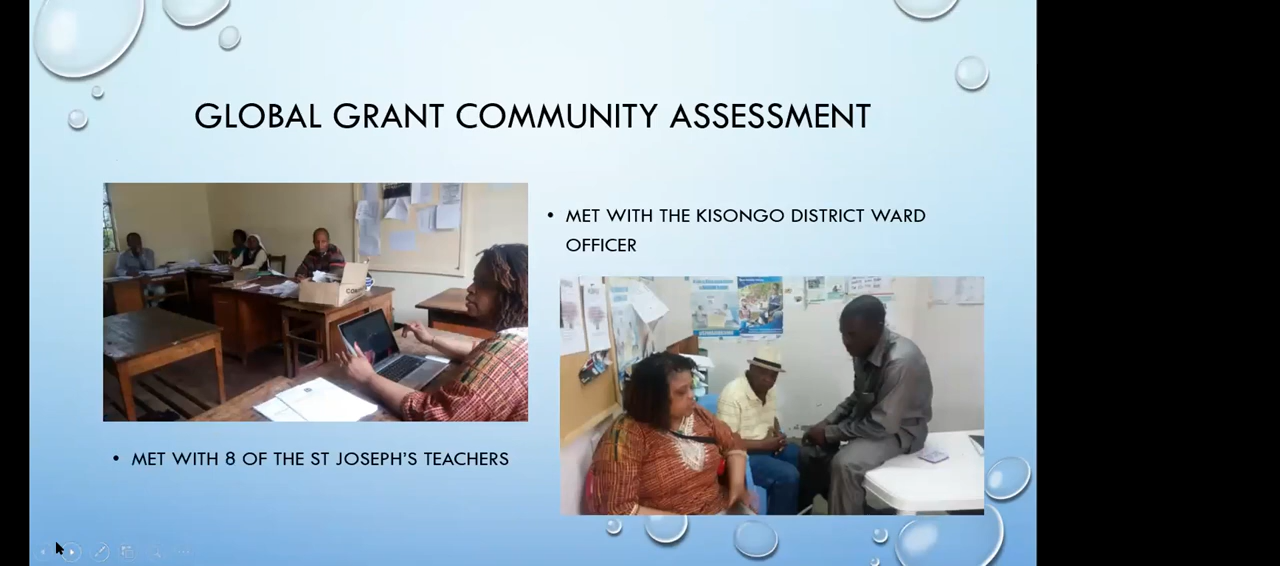 GLOBAL GRANT COMMUNITY ASSESSMENT
• MET WITH THE KISONGO DISTRICT WARD
OFFICER
• MET WITH 8 OF THE ST JOSEPH'S TEACHERS